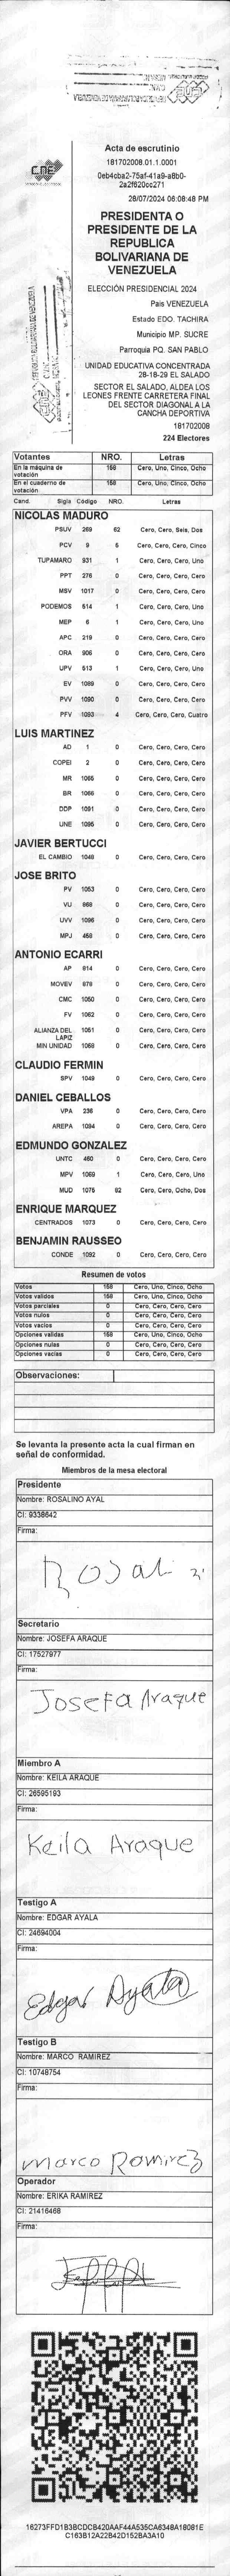 CNE
Acta de escrutinio
181702008.01.1.0001
0eb4cba2-75af-41a9-a8b0-
2a2f620cc271
28/07/2024 06:08:48 PM
PRESIDENTA O
PRESIDENTE DE LA
REPUBLICA
BOLIVARIANA DE
VENEZUELA
ELECCIÓN PRESIDENCIAL 2024
Pais VENEZUELA
Estado EDO. TACHIRA
Municipio MP. SUCRE
Parroquia PQ. SAN PABLO
UNIDAD EDUCATIVA CONCENTRADA
28-18-29 EL SALADO
SECTOR EL SALADO, ALDEA LOS
LEONES FRENTE CARRETERA FINAL
DEL SECTOR DIAGONAL A LA
CANCHA DEPORTIVA
181702008
224 Electores
Votantes NRO. Letras
En la máquina de votación 158 Cero, Uno, Cinco, Ocho
En el cuaderno de votación 158 Cero, Uno, Cinco, Ocho
Cand. Sigla Código NRO. Letras
NICOLAS MADURO
PSUV 269 62 Cero, Cero, Seis, Dos
PCV 9 5 Cero, Cero, Cero, Cinco
TUPAMARO 931 1 Cero, Cero, Cero, Uno
PPT 276 0 Cero, Cero, Cero, Cero
MSV 1017 0 Cero, Cero, Cero, Cero
PODEMOS 514 1 Cero, Cero, Cero, Uno
MEP 6 1 Cero, Cero, Cero, Uno
APC 219 0 Cero, Cero, Cero, Cero
ORA 906 0 Cero, Cero, Cero, Cero
UPV 613 1 Cero, Cero, Cero, Uno
EV 1089 0 Cero, Cero, Cero, Cero
PVV 1090 0 Cero, Cero, Cero, Cero
PFV 1093 4 Cero, Cero, Cero, Cuatro
LUIS MARTINEZ
AD 1 0 Cero, Cero, Cero, Cero
COPEI 2 0 Cero, Cero, Cero, Cero
MR 1065 0 Cero, Cero, Cero, Cero
BR 1066 0 Cero, Cero, Cero, Cero
DDP 1091 0 Cero, Cero, Cero, Cero
UNE 1095 0 Cero, Cero, Cero, Cero
JAVIER BERTUCCI
EL CAMBIO 1048 0 Cero, Cero, Cero, Cero
JOSE BRITO
PV 1053 0 Cero, Cero, Cero, Cero
VU 868 0 Cero, Cero, Cero, Cero
UVV 1096 0 Cero, Cero, Cero, Cero
MPJ 458 0 Cero, Cero, Cero, Cero
ANTONIO ECARRI
AP 814 0 Cero, Cero, Cero, Cero
MOVEV 878 0 Cero, Cero, Cero, Cero
CMC 1050 0 Cero, Cero, Cero, Cero
FV 1062 0 Cero, Cero, Cero, Cero
ALIANZA DEL LAPIZ 1051 0 Cero, Cero, Cero, Cero
MIN UNIDAD 1068 0 Cero, Cero, Cero, Cero
CLAUDIO FERMIN
SPV 1049 0 Cero, Cero, Cero, Cero
DANIEL CEBALLOS
VPA 236 0 Cero, Cero, Cero, Cero
AREPA 1094 0 Cero, Cero, Cero, Cero
EDMUNDO GONZALEZ
UNTC 460 0 Cero, Cero, Cero, Cero
MPV 1069 1 Cero, Cero, Cero, Uno
MUD 1075 82 Cero, Cero, Ocho, Dos
ENRIQUE MARQUEZ
CENTRADOS 1073 0 Cero, Cero, Cero, Cero
BENJAMIN RAUSSEO
CONDE 1092 0 Cero, Cero, Cero, Cero
Resumen de votos
Votos 158 Cero, Uno, Cinco, Ocho
Votos validos 158 Cero, Uno, Cinco, Ocho
Votos parciales 0 Cero, Cero, Cero, Cero
Votos nulos 0 Cero, Cero, Cero, Cero
Votos vacios 0 Cero, Cero, Cero, Cero
Opciones validas 158 Cero, Uno, Cinco, Ocho
Opciones nulas 0 Cero, Cero, Cero, Cero
Opciones vacias 0 Cero, Cero, Cero, Cero
Observaciones:
Se levanta la presente acta la cual firman en
señal de conformidad.
Miembros de la mesa electoral
Presidente
Nombre: ROSALINO AYAL
CI: 9338642
Firma:
Secretario
Nombre: JOSEFA ARAQUE
CI: 17527977
Firma:
Josefa Araque
Miembro A
Nombre: KEILA ARAQUE
CI: 26595193
Firma:
Keila Araque
Testigo A
Nombre: EDGAR AYALA
CI: 24694004
Firma:
Edgar Ayala
Testigo B
Nombre: MARCO RAMIREZ
CI: 10748754
Firma:
Marco Ramirez
Operador
Nombre: ERIKA RAMIREZ
CI: 21416468
Firma:
16273FFD1B3BCDCB420AAF44A535CA6348A18081E
C163B12A22B42D152BA3A10